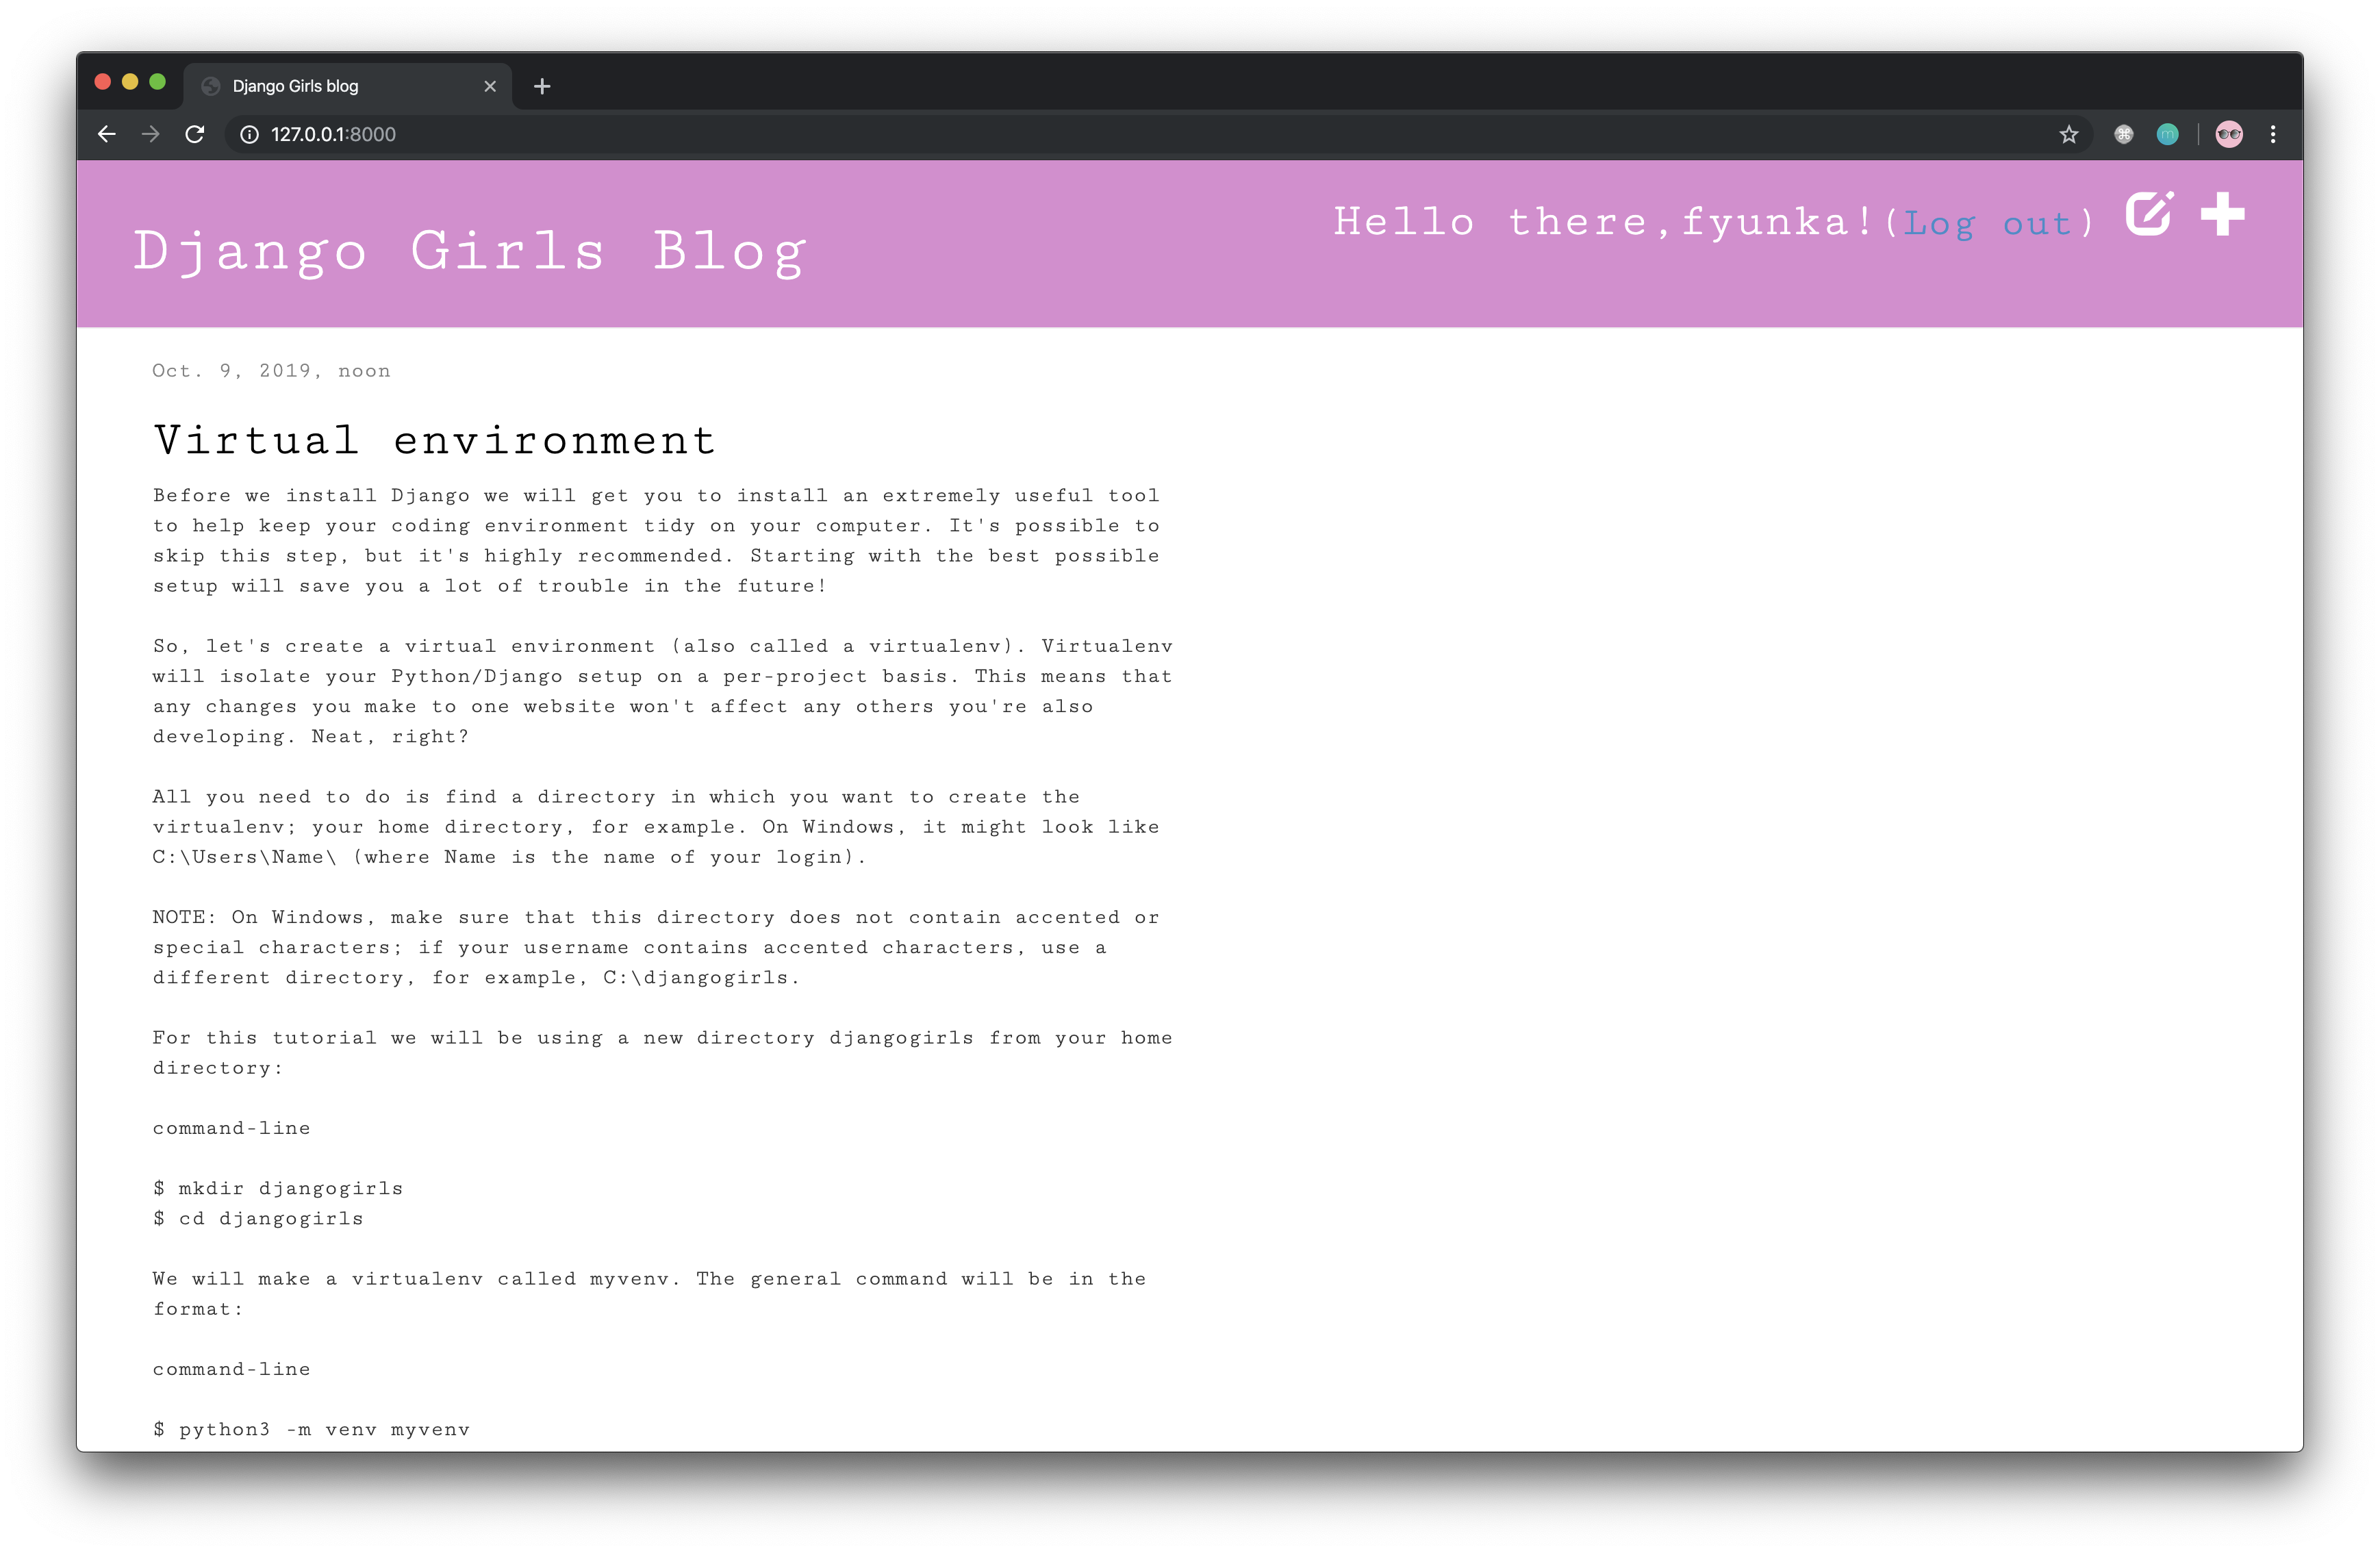 Django Girls blog
127.0.0.1:8000
Hello there,fyunka!(Log out)
Django Girls Blog
Oct. 9, 2019, noon
Virtual environment
Before we install Django we will get you to install an extremely useful tool
to help keep your coding environment tidy on your computer. It's possible to
skip this step, but it's highly recommended. Starting with the best possible
setup will save you a lot of trouble in the future!
So, let's create a virtual environment (also called a virtualenv). Virtualenv
will isolate your Python/Django setup on a per-project basis. This means that
any changes you make to one website won't affect any others you're also
developing. Neat, right?
All you need to do is find a directory in which you want to create the
virtualenv; your home directory, for example. On Windows, it might look like
C:\Users\Name\ (where Name is the name of your login).
NOTE: On Windows, make sure that this directory does not contain accented or
special characters; if your username contains accented characters, use a
different directory, for example, C:\djangogirls.
For this tutorial we will be using a new directory djangogirls from your home
directory:
command-line
$ mkdir djangogirls
$ cd djangogirls
We will make a virtualenv called myvenv. The general command will be in the
format:
command-line
$ python3 -m venv myvenv